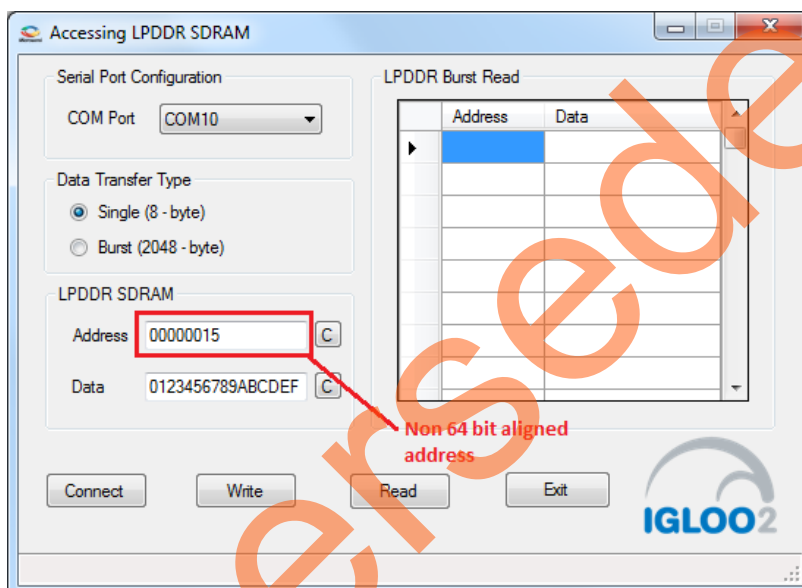 Accessing LPDDR SDRAM
Serial Port Configuration
COM Port COM10
Data Transfer Type
Single (8 - byte)
Burst (2048 - byte)
LPDDR SDRAM
Address 00000015 C
Data 0123456789ABCDEF C
LPDDR Burst Read
Address Data
Non 64 bit aligned
address
Connect Write Read Exit
IGLOO2
ersede